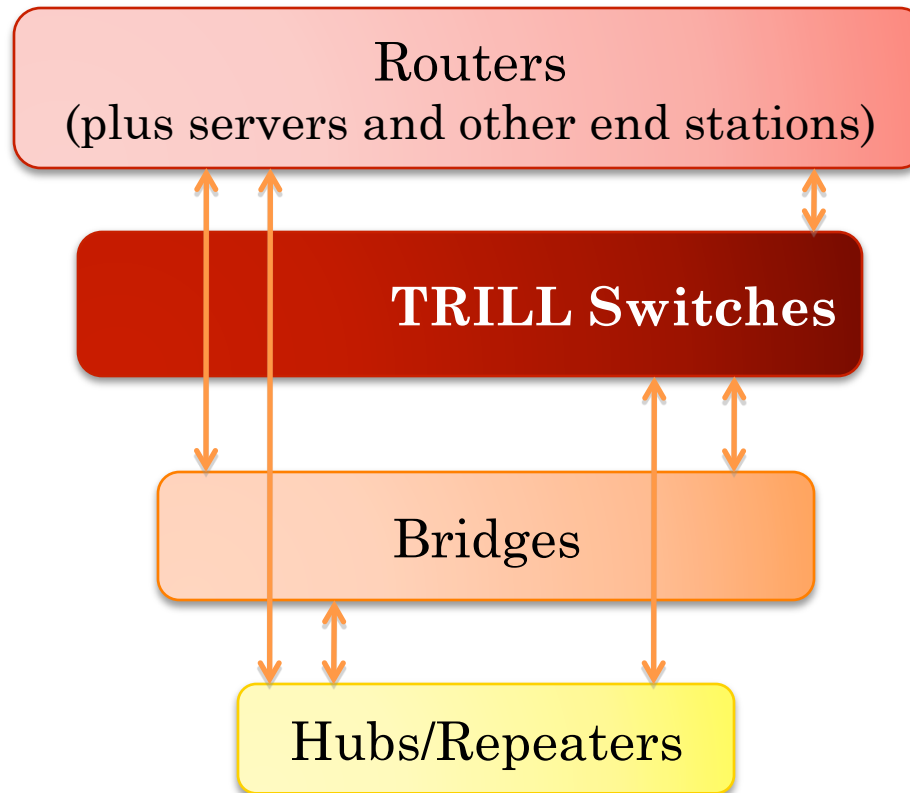 Routers
(plus servers and other end stations)
TRILL Switches
Bridges
Hubs/Repeaters